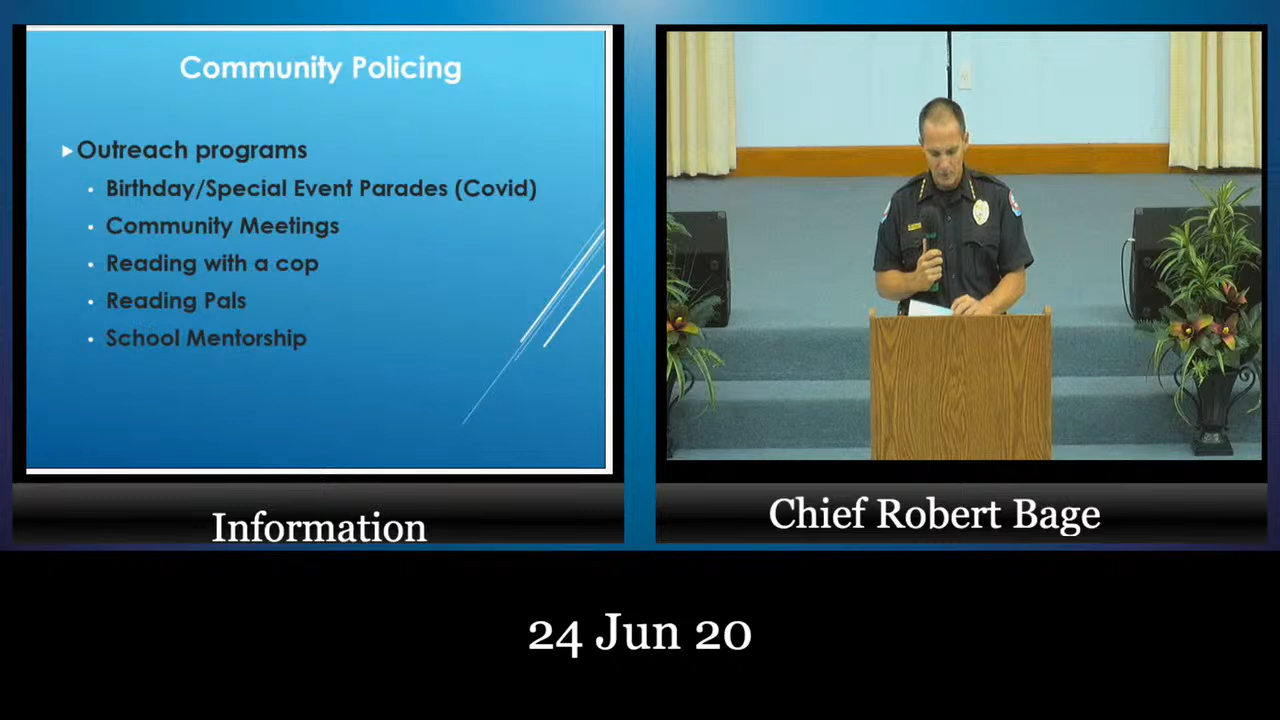 Community Policing
Outreach programs
Birthday/Special Event Parades (Covid)
Community Meetings
Reading with a cop
Reading Pals
School Mentorship
Information
Chief Robert Bage
24 Jun 20